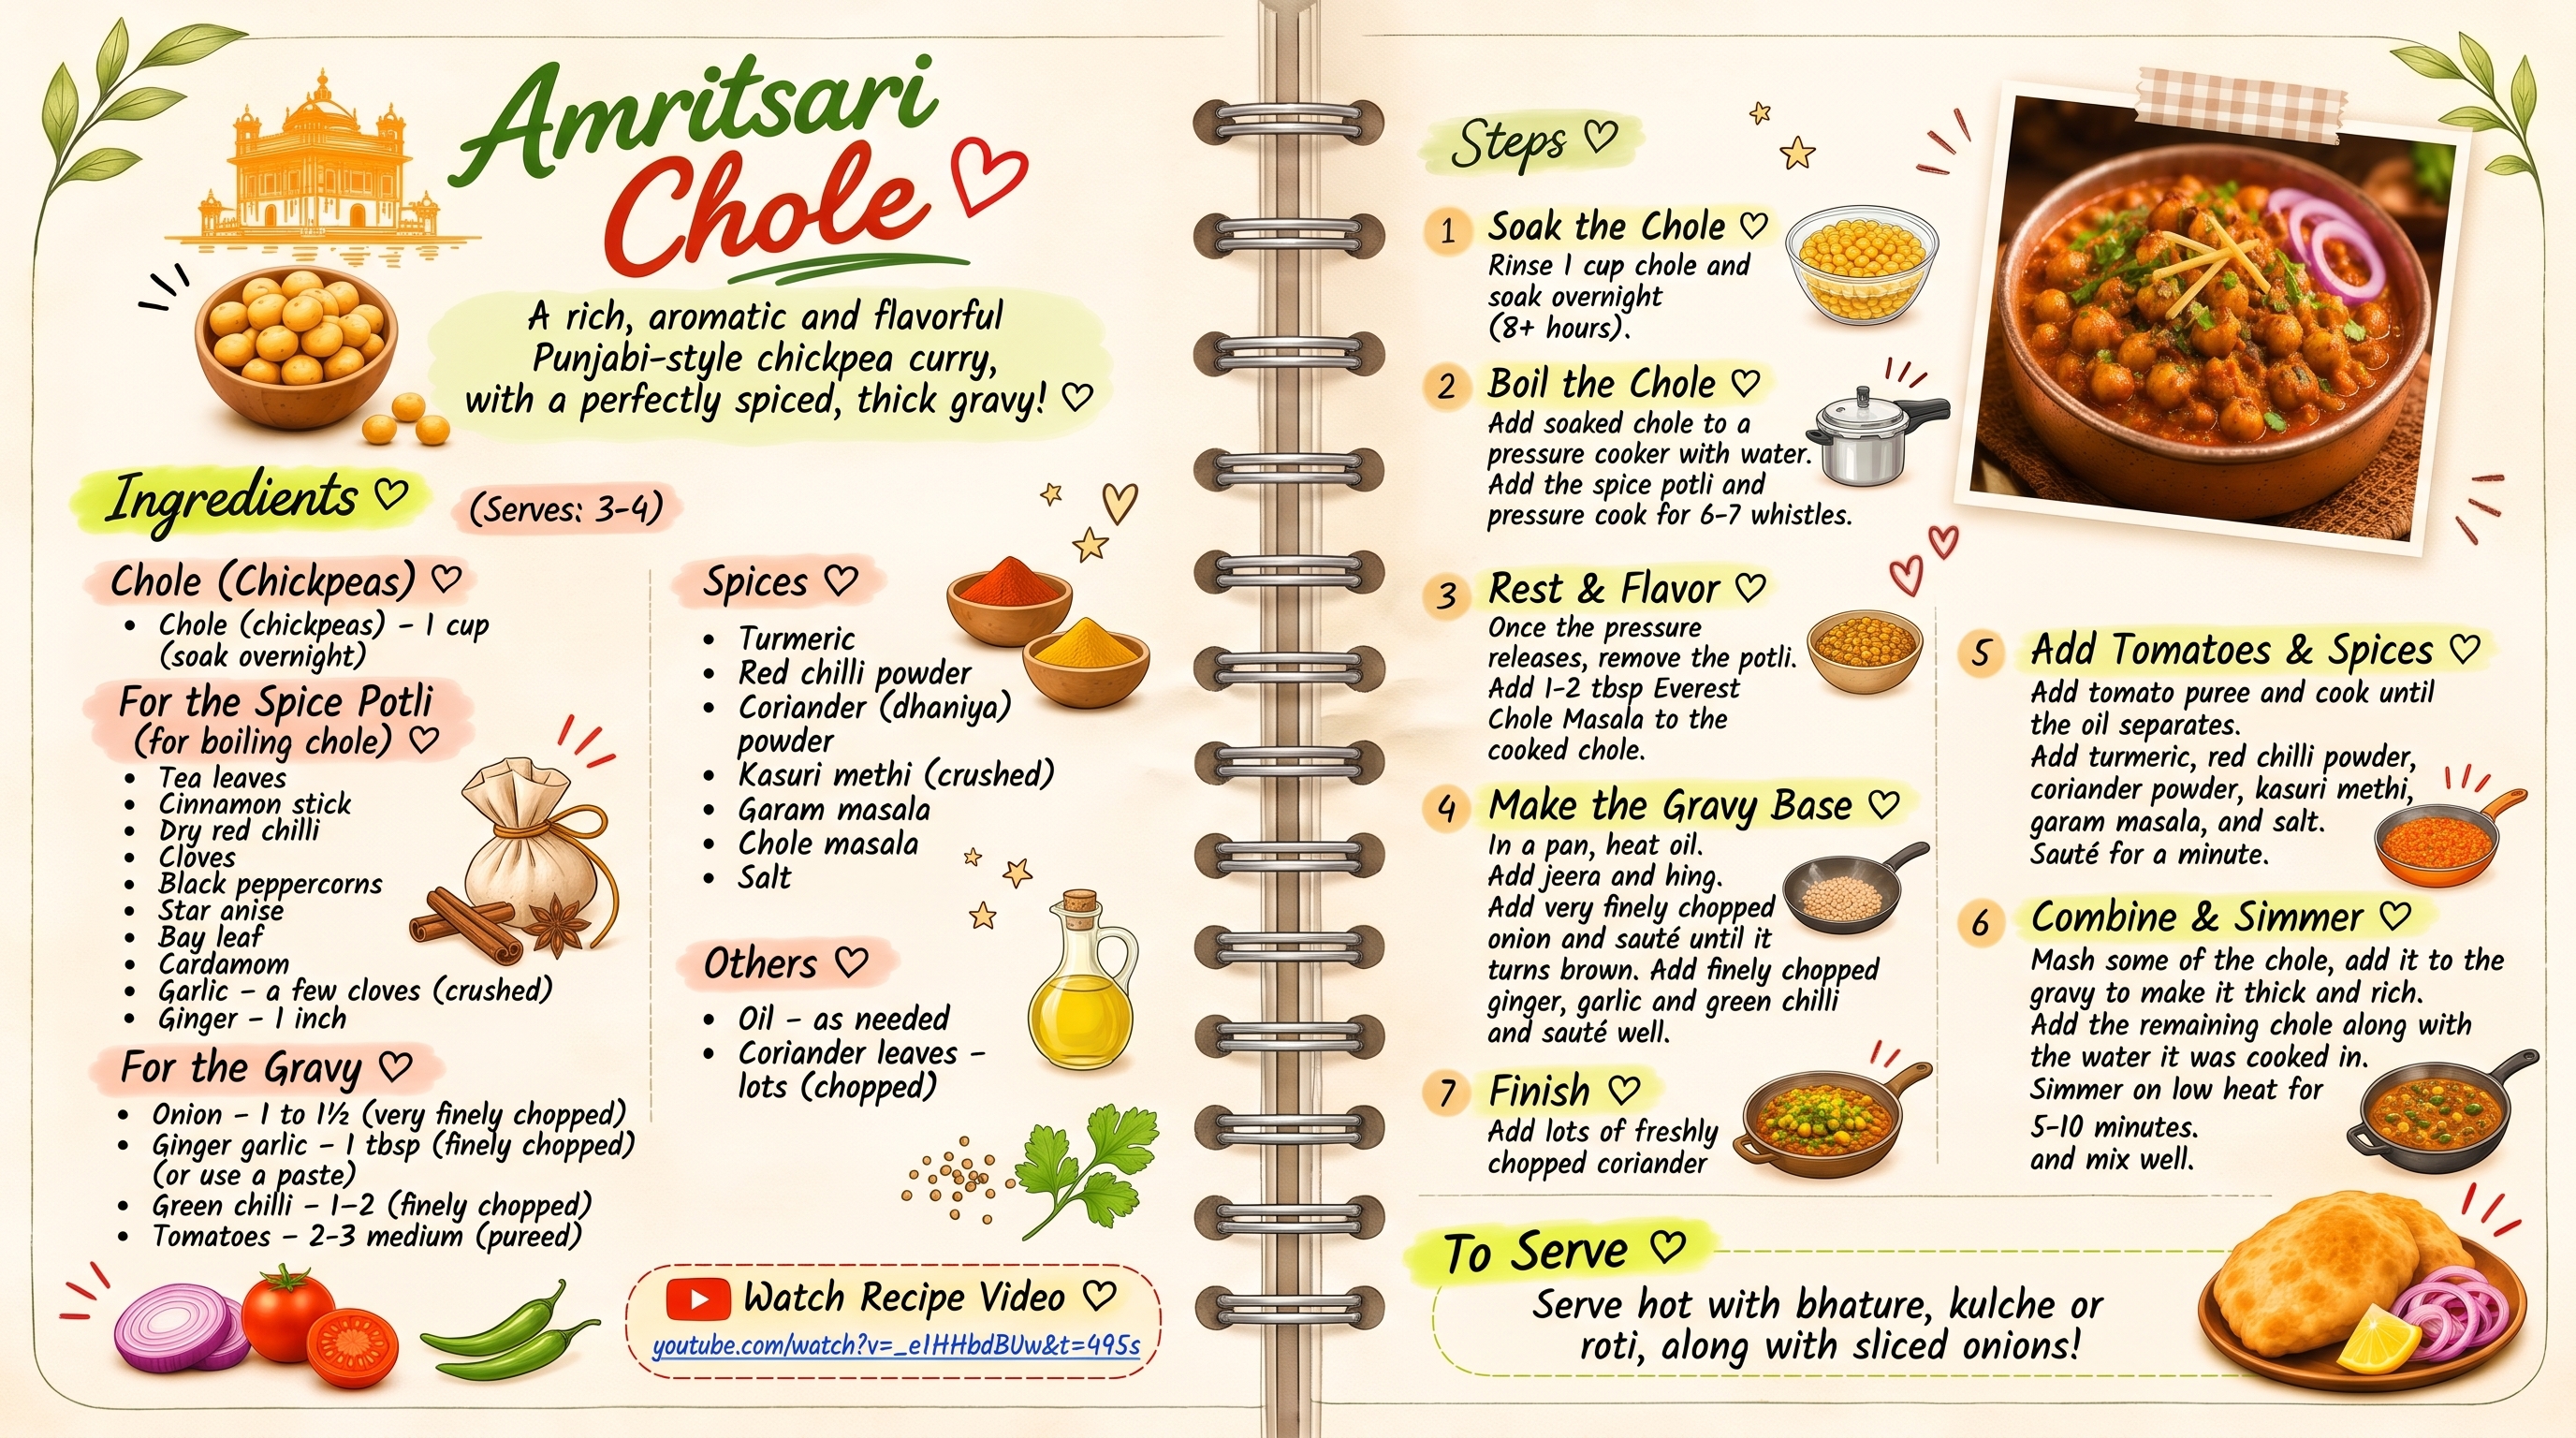 Amritsari
Chole
A rich, aromatic and flavorful
Punjabi-style chickpea curry,
with a perfectly spiced, thick gravy!
Ingredients
(Serves: 3-4)
Chole (Chickpeas)
• Chole (chickpeas) – 1 cup
(soak overnight)
For the Spice Potli
(for boiling chole)
• Tea leaves
• Cinnamon stick
• Dry red chilli
• Cloves
• Black peppercorns
• Star anise
• Bay leaf
• Cardamom
• Garlic – a few cloves (crushed)
• Ginger – 1 inch
For the Gravy
• Onion – 1 to 1½ (very finely chopped)
• Ginger garlic – 1 tbsp (finely chopped)
(or use a paste)
• Green chilli – 1-2 (finely chopped)
• Tomatoes – 2-3 medium (pureed)
Spices
• Turmeric
• Red chilli powder
• Coriander (dhaniya)
powder
• Kasuri methi (crushed)
• Garam masala
• Chole masala
• Salt
Others
• Oil – as needed
• Coriander leaves –
lots (chopped)
Watch Recipe Video
youtube.com/watch?v=_e1HHbdBUw&t=495s
Steps
1 Soak the Chole
Rinse 1 cup chole and
soak overnight
(8+ hours).
2 Boil the Chole
Add soaked chole to a
pressure cooker with water.
Add the spice potli and
pressure cook for 6-7 whistles.
3 Rest & Flavor
Once the pressure
releases, remove the potli.
Add 1-2 tbsp Everest
Chole Masala to the
cooked chole.
4 Make the Gravy Base
In a pan, heat oil.
Add jeera and hing.
Add very finely chopped
onion and sauté until it
turns brown. Add finely chopped
ginger, garlic and green chilli
and sauté well.
5 Add Tomatoes & Spices
Add tomato puree and cook until
the oil separates.
Add turmeric, red chilli powder,
coriander powder, kasuri methi,
garam masala, and salt.
Sauté for a minute.
6 Combine & Simmer
Mash some of the chole, add it to the
gravy to make it thick and rich.
Add the remaining chole along with
the water it was cooked in.
Simmer on low heat for
5-10 minutes.
and mix well.
7 Finish
Add lots of freshly
chopped coriander
To Serve
Serve hot with bhature, kulche or
roti, along with sliced onions!